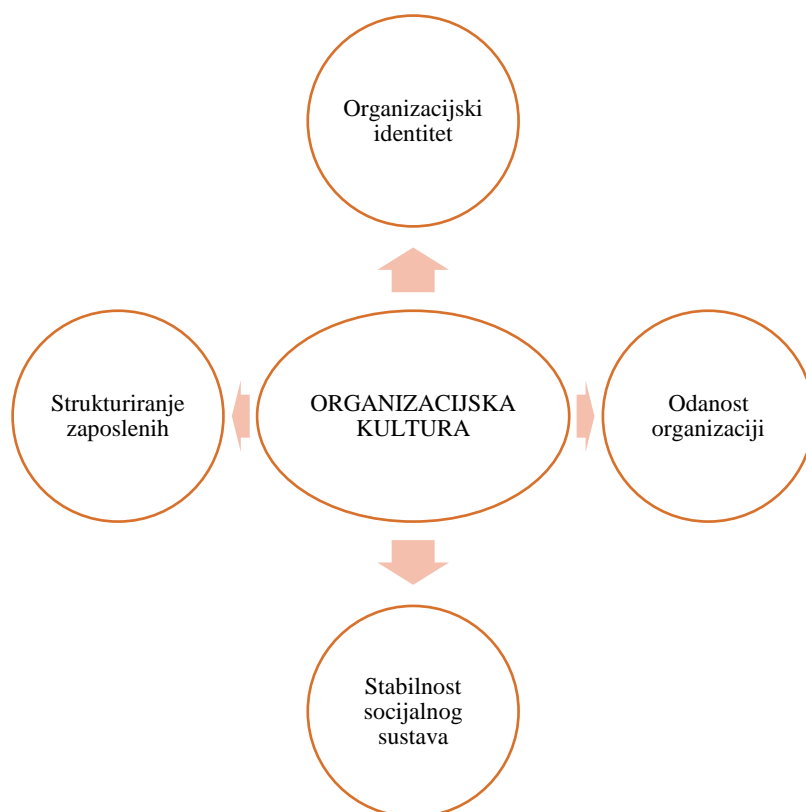 Organizacijski
identitet
Strukturiranje
zaposlenih
ORGANIZACIJSKA
KULTURA
Odanost
organizaciji
Stabilnost
socijalnog
sustava